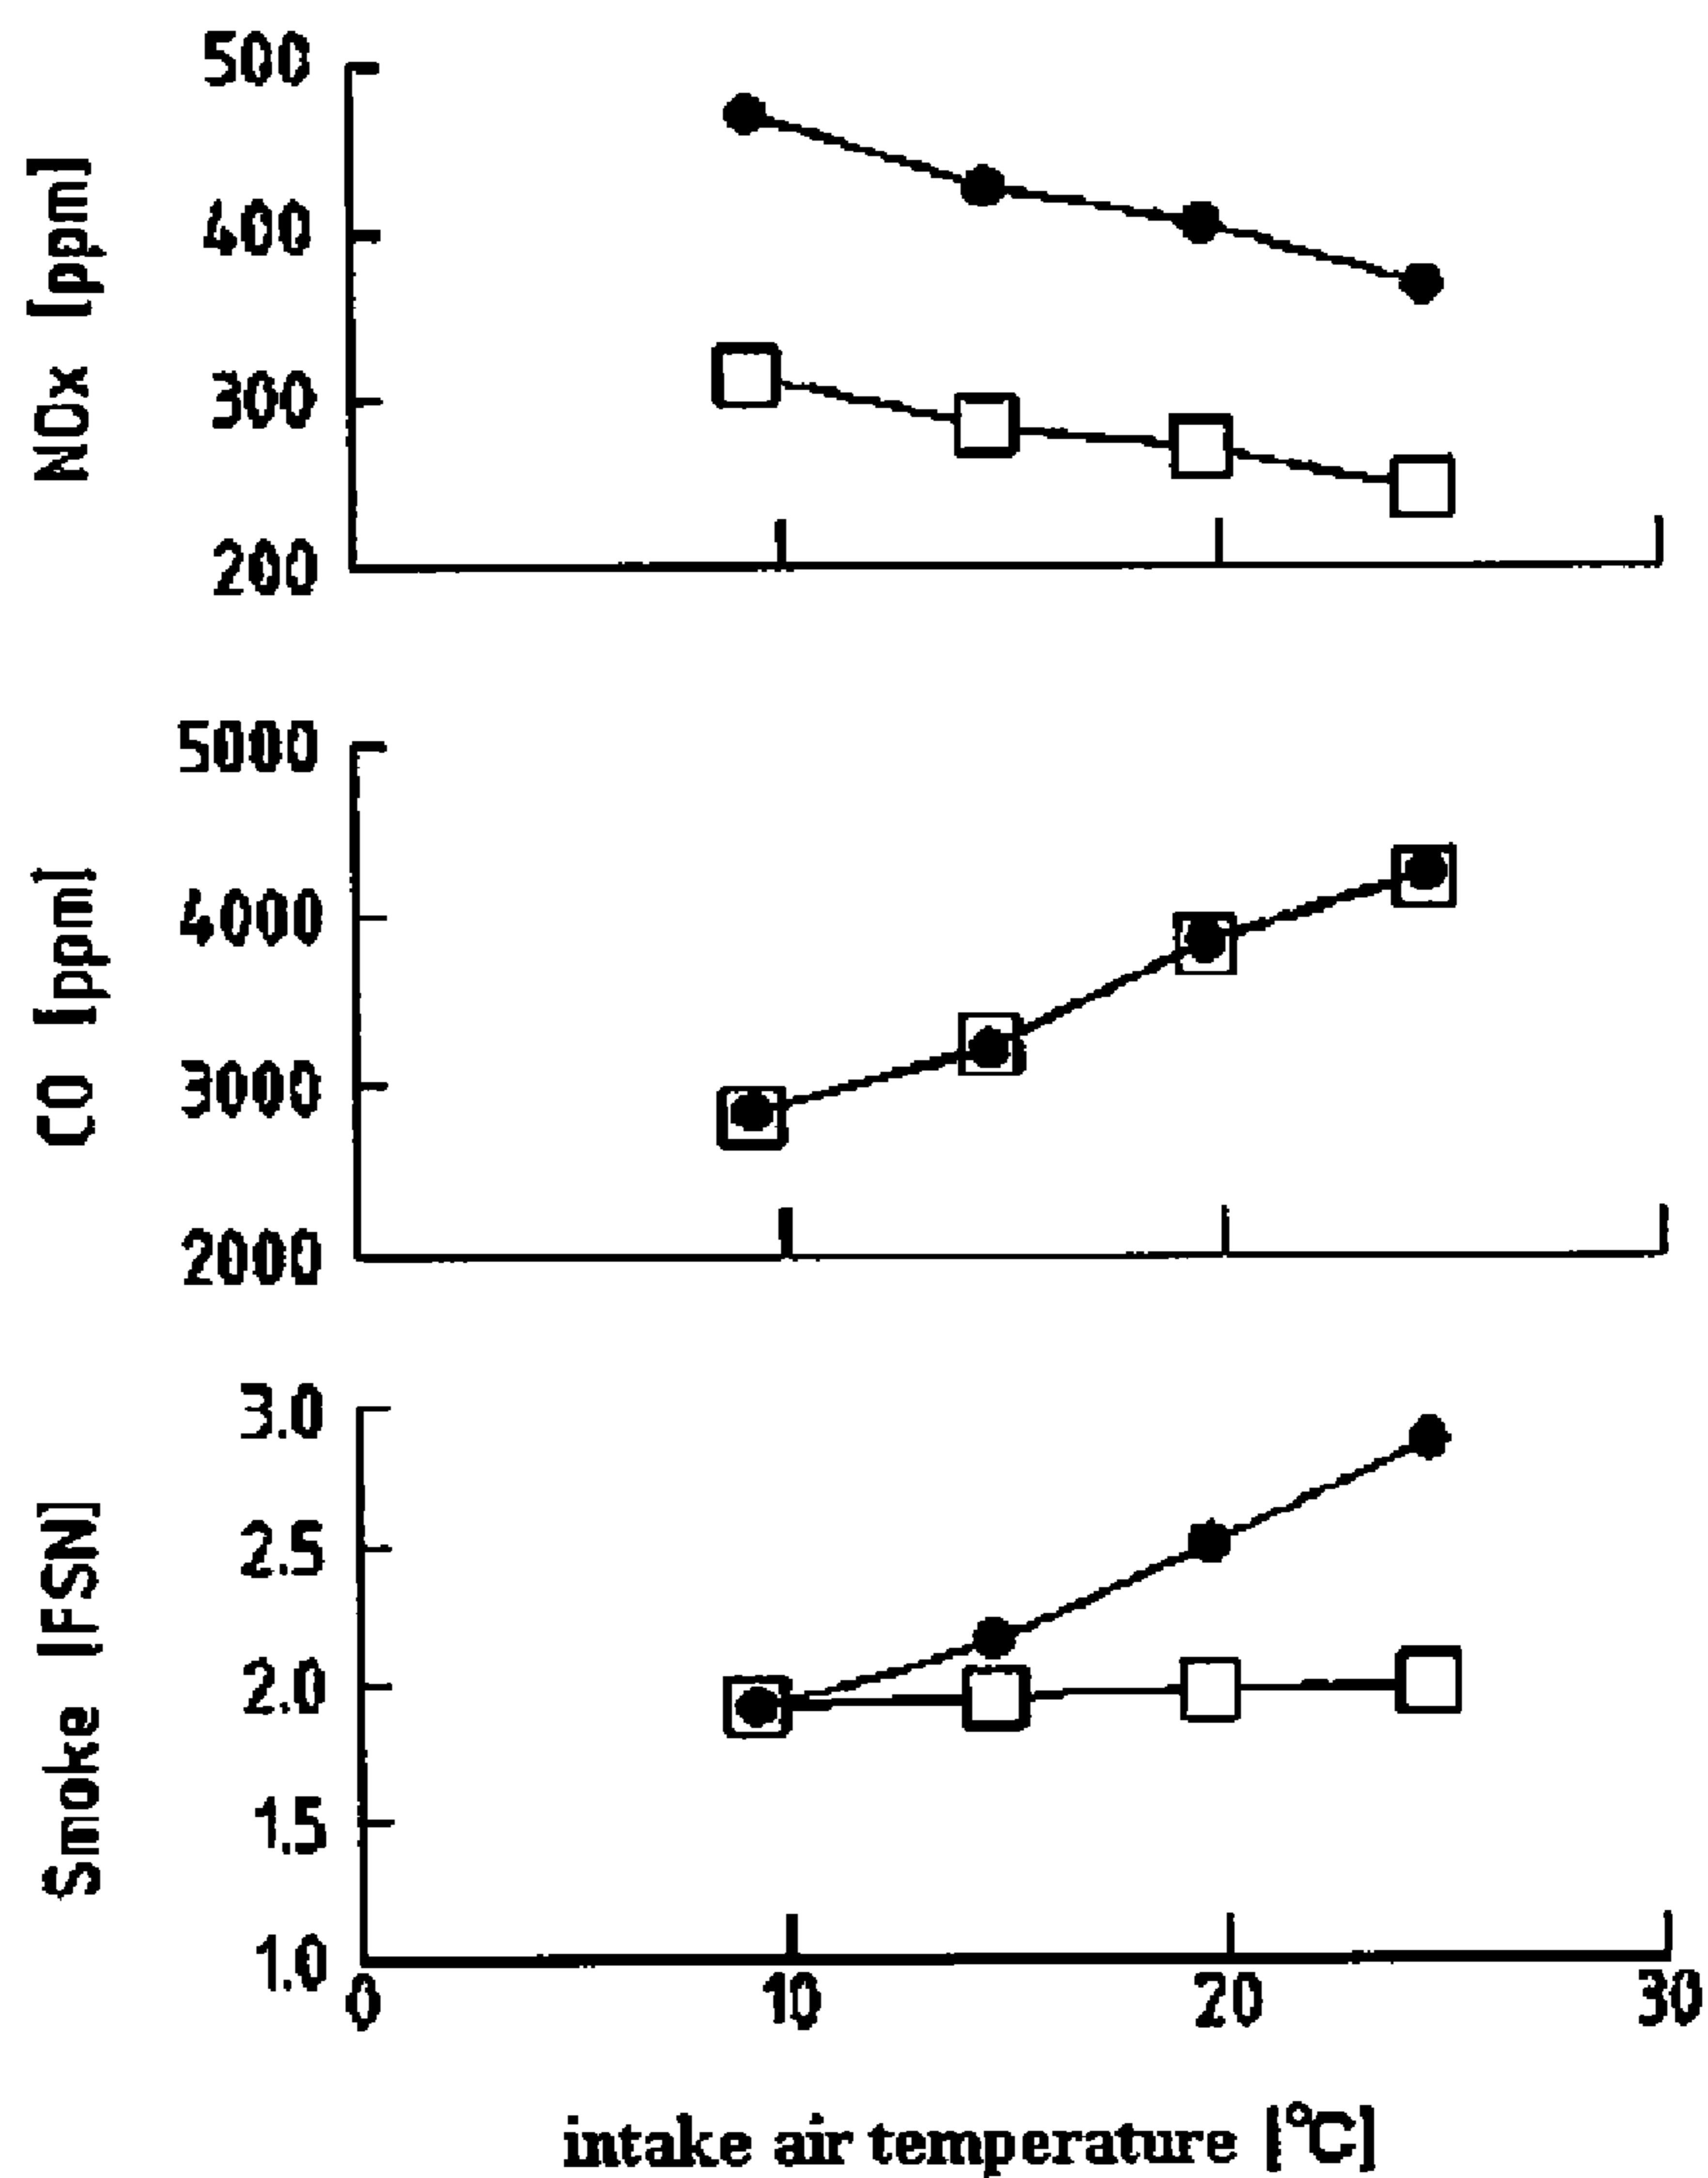 500
400
300
200
NOx [ppm]
5000
4000
3000
2000
CO [ppm]
3.0
2.5
2.0
1.5
1.0
Smoke [FSN]
0 10 20 30
intake air temperature [℃]